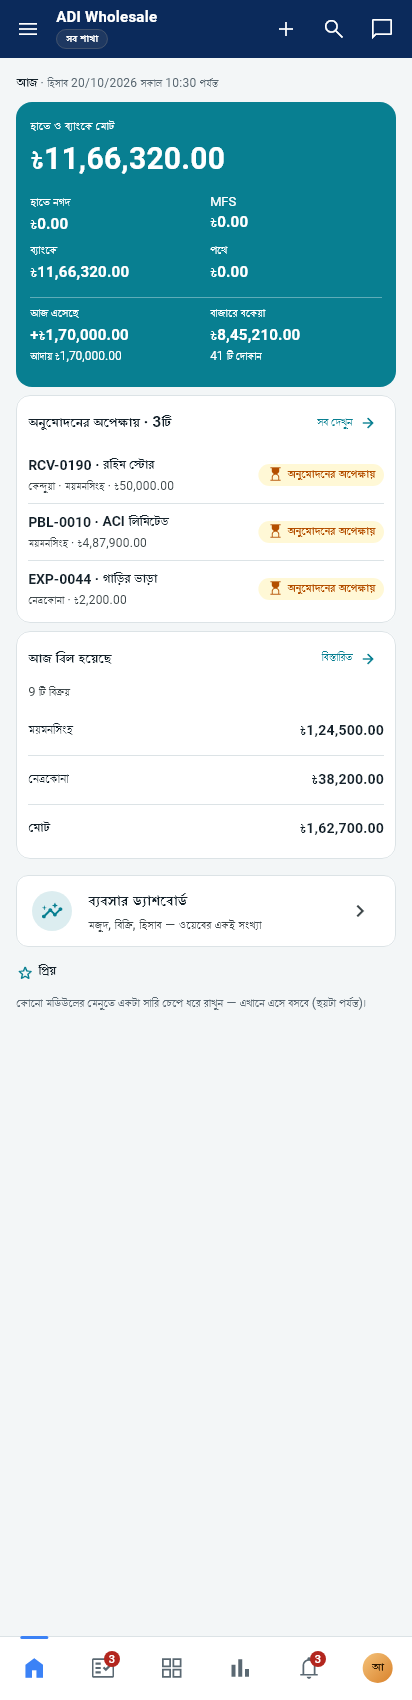 ADI Wholesale
সব শাখা
আজ · হিসাব 20/10/2026 সকাল 10:30 পর্যন্ত
হাতে ও ব্যাংকে মোট
৳11,66,320.00
হাতে নগদ
MFS
৳0.00
৳0.00
ব্যাংকে
পথে
৳11,66,320.00
৳0.00
আজ এসেছে
বাজারে বকেয়া
+৳1,70,000.00
৳8,45,210.00
আদায় ৳1,70,000.00
41 টি দোকান
অনুমোদনের অপেক্ষায় · 3টি
সব দেখুন
RCV-0190 · রহিম স্টোর
কেন্দুয়া · ময়মনসিংহ · ৳50,000.00
অনুমোদনের অপেক্ষায়
PBL-0010 · ACI লিমিটেড
ময়মনসিংহ · ৳4,87,900.00
অনুমোদনের অপেক্ষায়
EXP-0044 · গাড়ির ভাড়া
নেত্রকোনা · ৳2,200.00
অনুমোদনের অপেক্ষায়
আজ বিল হয়েছে
বিস্তারিত
9 টি বিক্রয়
ময়মনসিংহ
৳1,24,500.00
নেত্রকোনা
৳38,200.00
মোট
৳1,62,700.00
ব্যবসার ড্যাশবোর্ড
মজুদ, বিক্রি, হিসাব — ওয়েবের একই সংখ্যা
প্রিয়
কোনো মডিউলের মেনুতে একটা সারি চেপে ধরে রাখুন — এখানে এসে বসবে (ছয়টা পর্যন্ত)।
3
3
আ